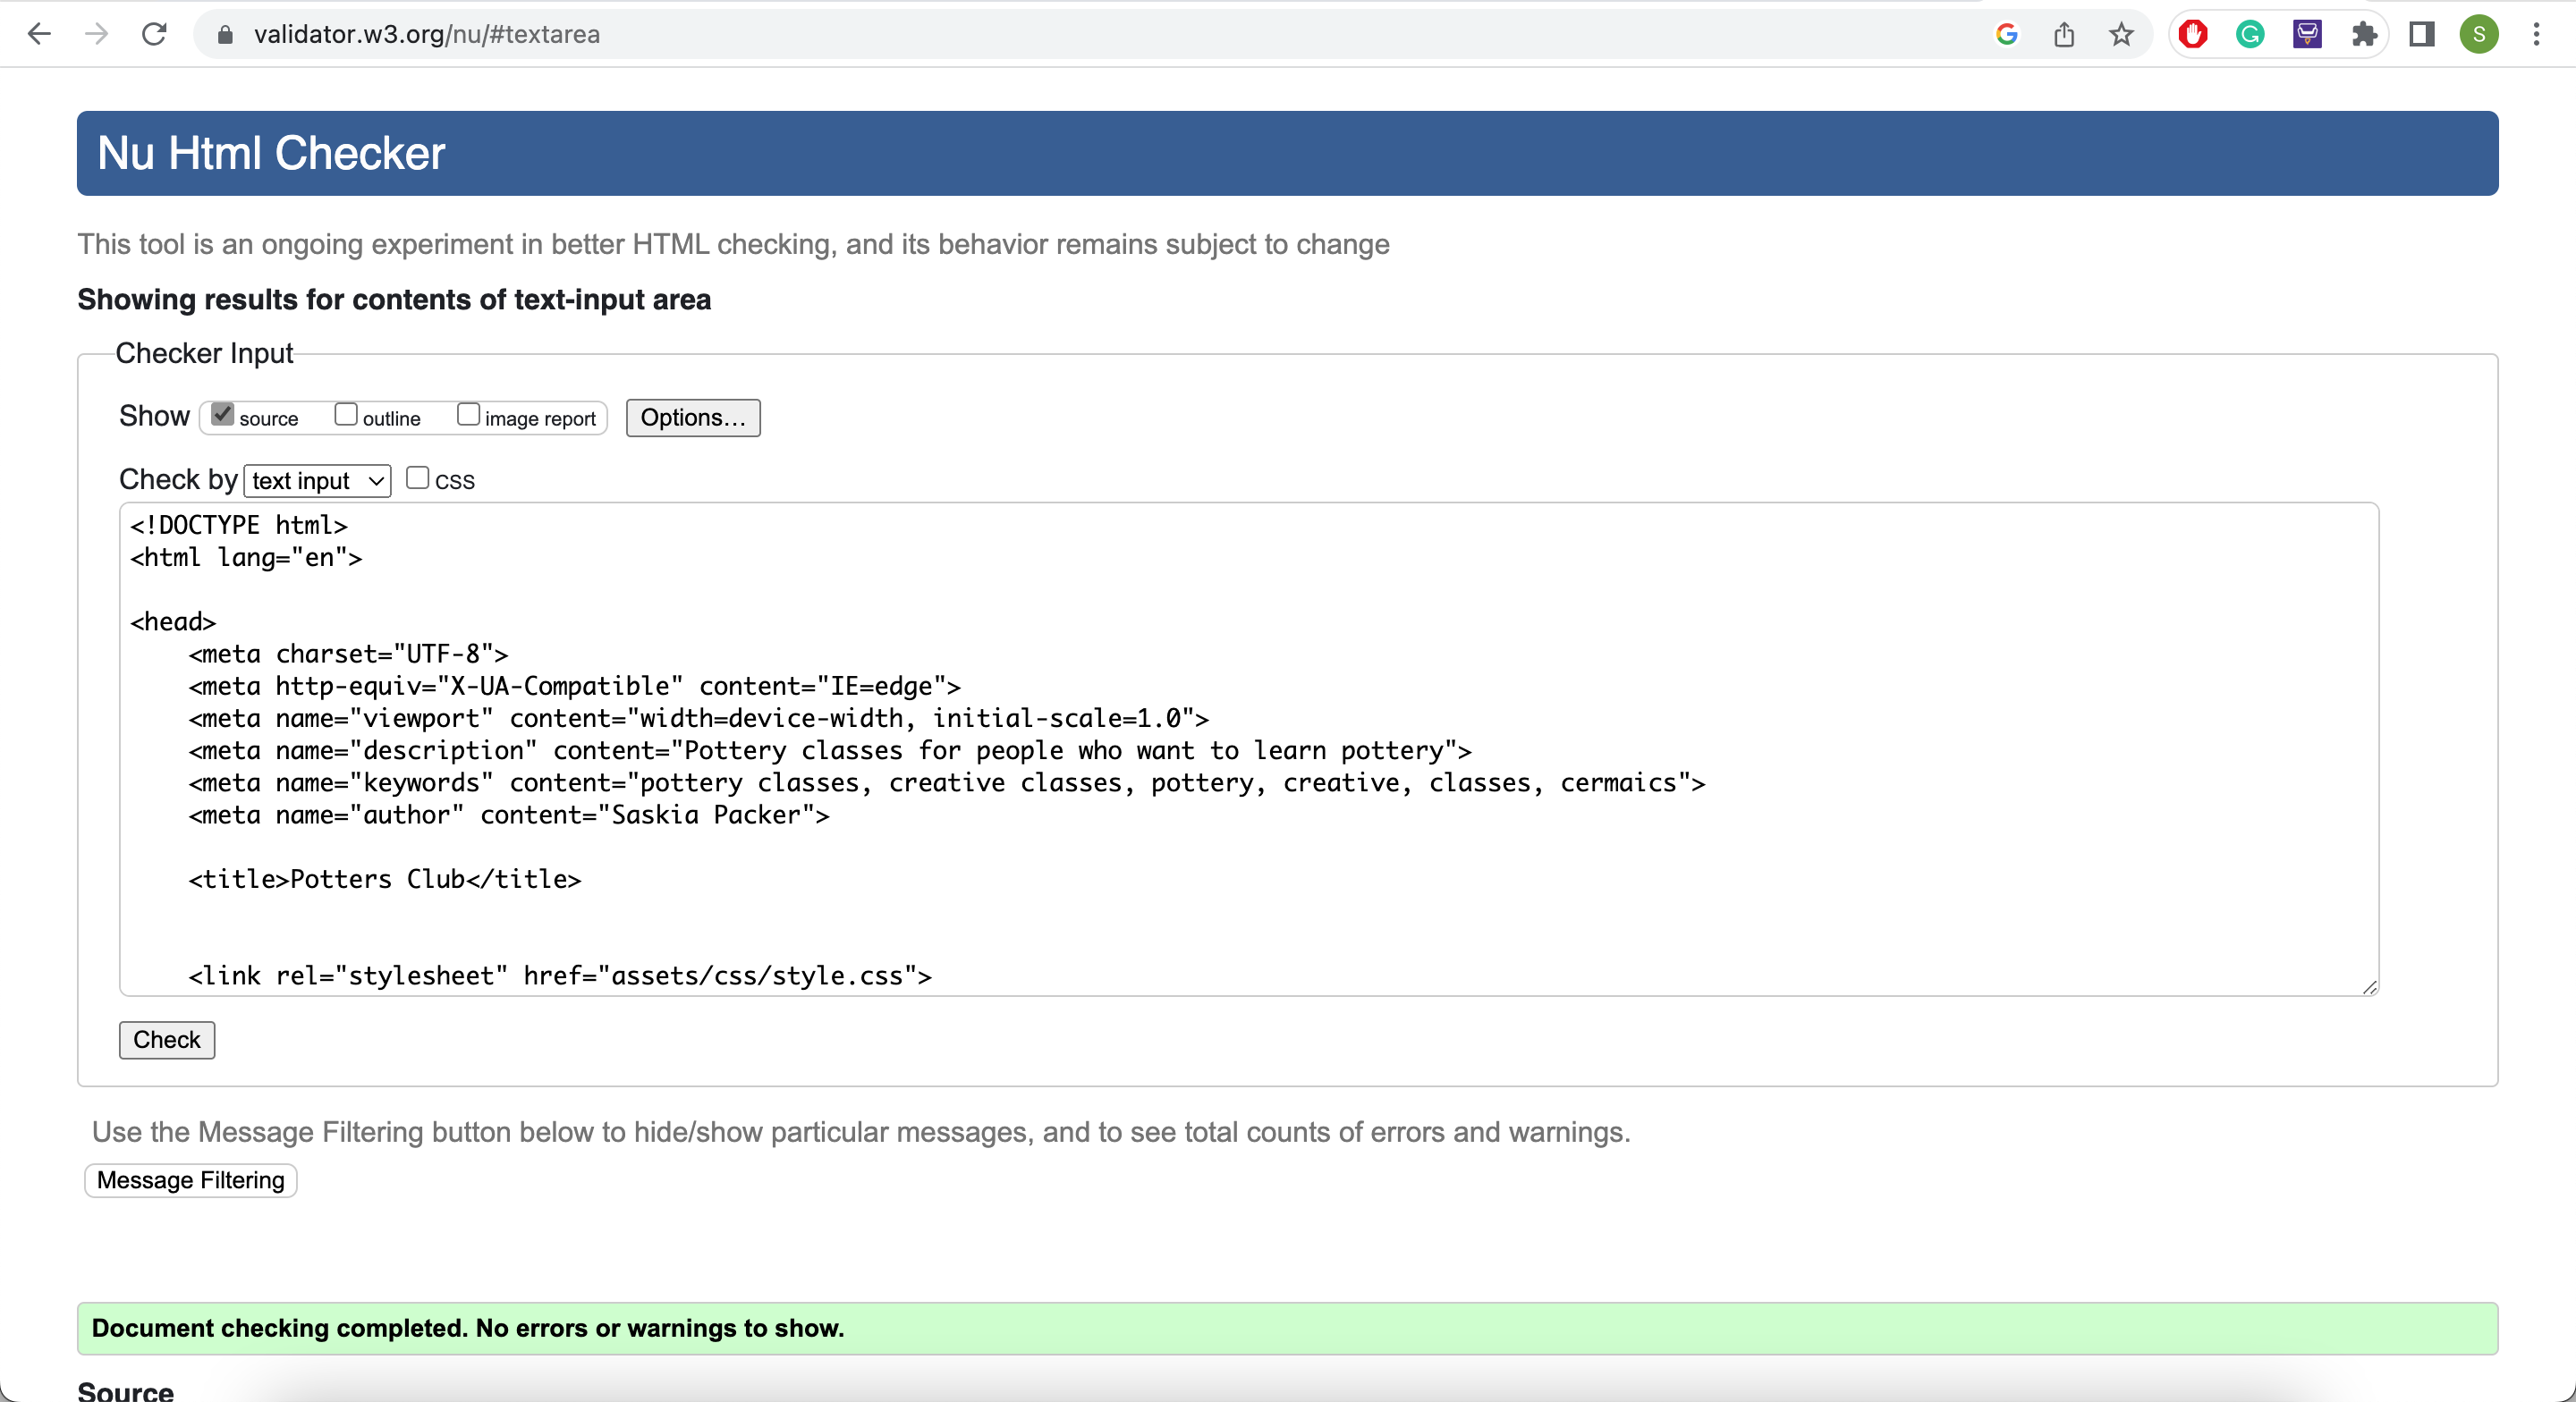 validator.w3.org/nu/#textarea
S
Nu Html Checker
This tool is an ongoing experiment in better HTML checking, and its behavior remains subject to change
Showing results for contents of text-input area
Checker Input
Show source outline image report Options...
Check by text input css
<!DOCTYPE html>
<html lang="en">
<head>
<meta charset="UTF-8">
<meta http-equiv="X-UA-Compatible" content="IE=edge">
<meta name="viewport" content="width=device-width, initial-scale=1.0">
<meta name="description" content="Pottery classes for people who want to learn pottery">
<meta name="keywords" content="pottery classes, creative classes, pottery, creative, classes, cermaics">
<meta name="author" content="Saskia Packer">
<title>Potters Club</title>
<link rel="stylesheet" href="assets/css/style.css">
Check
Use the Message Filtering button below to hide/show particular messages, and to see total counts of errors and warnings.
Message Filtering
Document checking completed. No errors or warnings to show.
Source